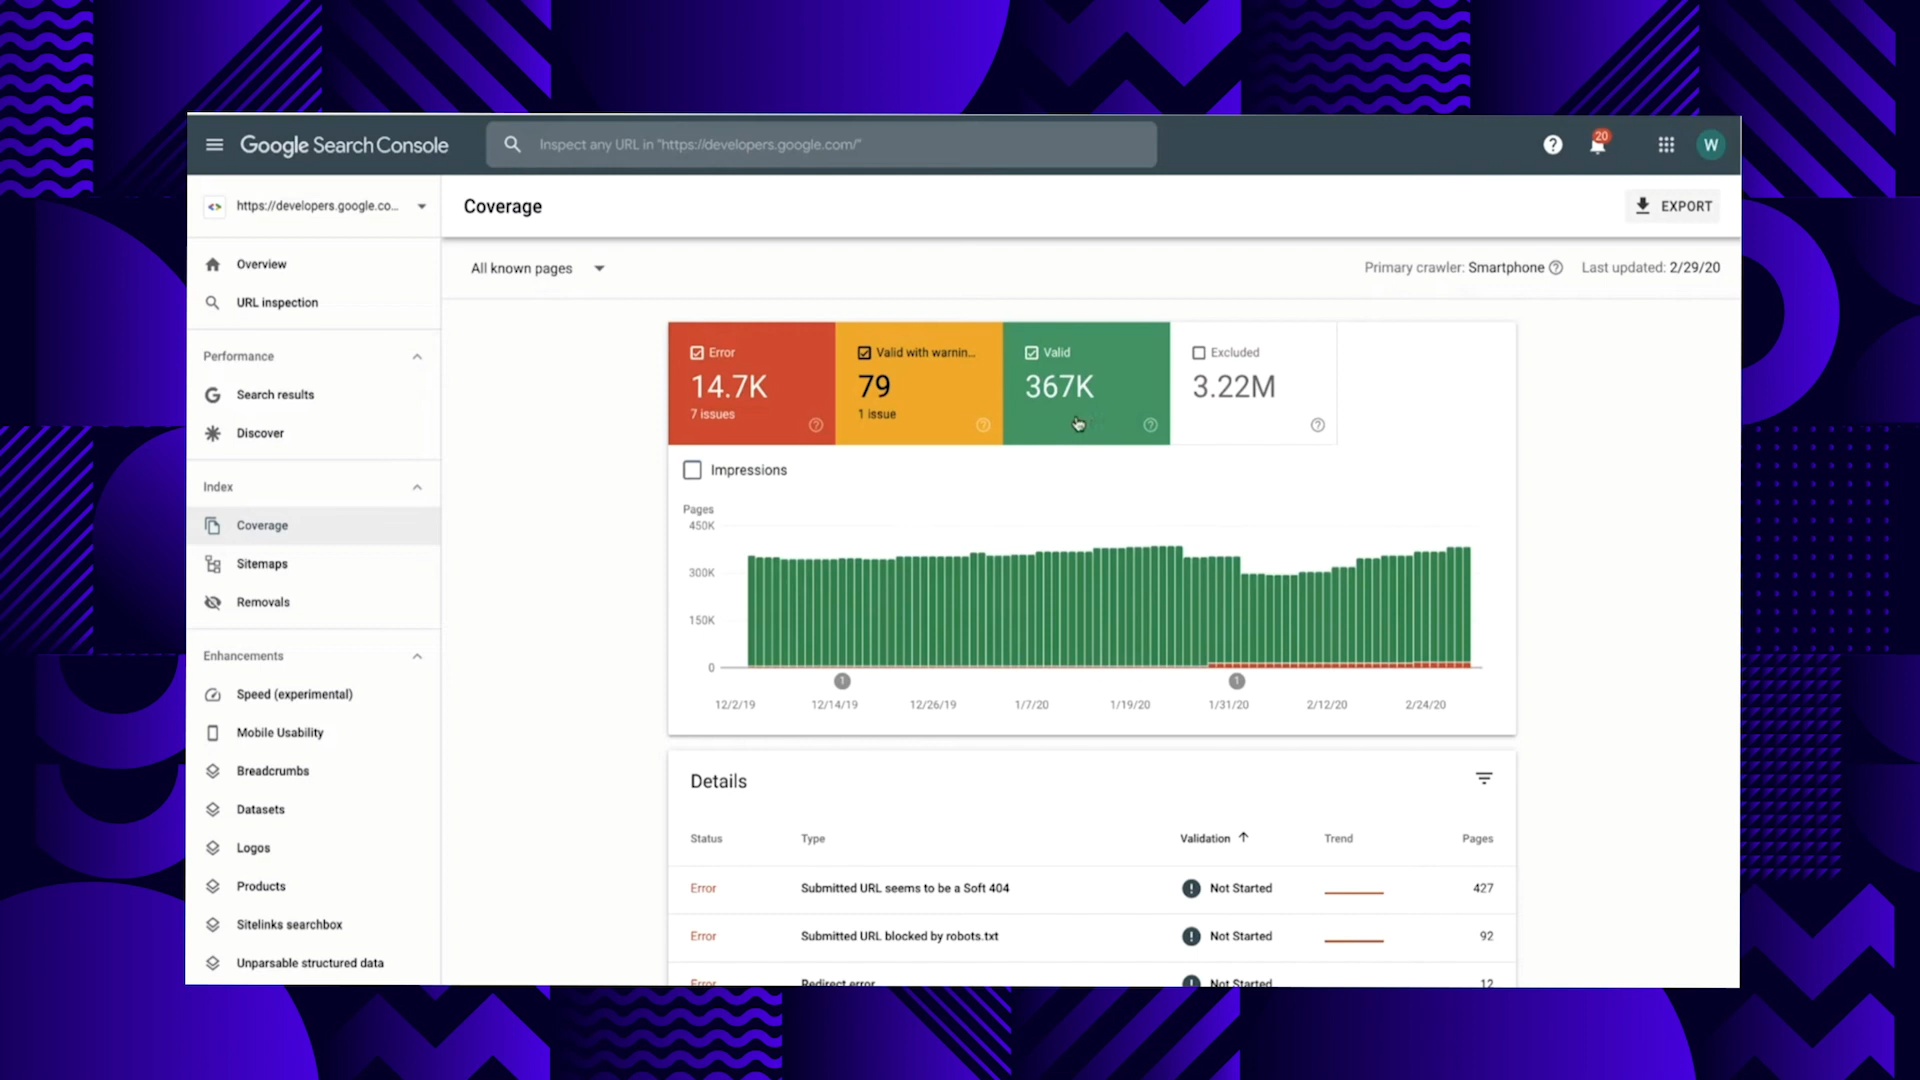 Google Search Console
Inspect any URL in "https://developers.google.com/"
20
W
https://developers.google.co...
Coverage
EXPORT
Overview
URL inspection
Performance
Search results
Discover
Index
Coverage
Sitemaps
Removals
Enhancements
Speed (experimental)
Mobile Usability
Breadcrumbs
Datasets
Logos
Products
Sitelinks searchbox
Unparsable structured data
All known pages
Primary crawler: Smartphone
Last updated: 2/29/20
Error
14.7K
7 issues
Valid with warnin...
79
1 issue
Valid
367K
Excluded
3.22M
Impressions
Pages
450K
300K
150K
0
1
1
12/2/19 12/14/19 12/26/19 1/7/20 1/19/20 1/31/20 2/12/20 2/24/20
Details
Status Type Validation Trend Pages
Error Submitted URL seems to be a Soft 404 Not Started 427
Error Submitted URL blocked by robots.txt Not Started 92
Error Redirect error Not Started 12